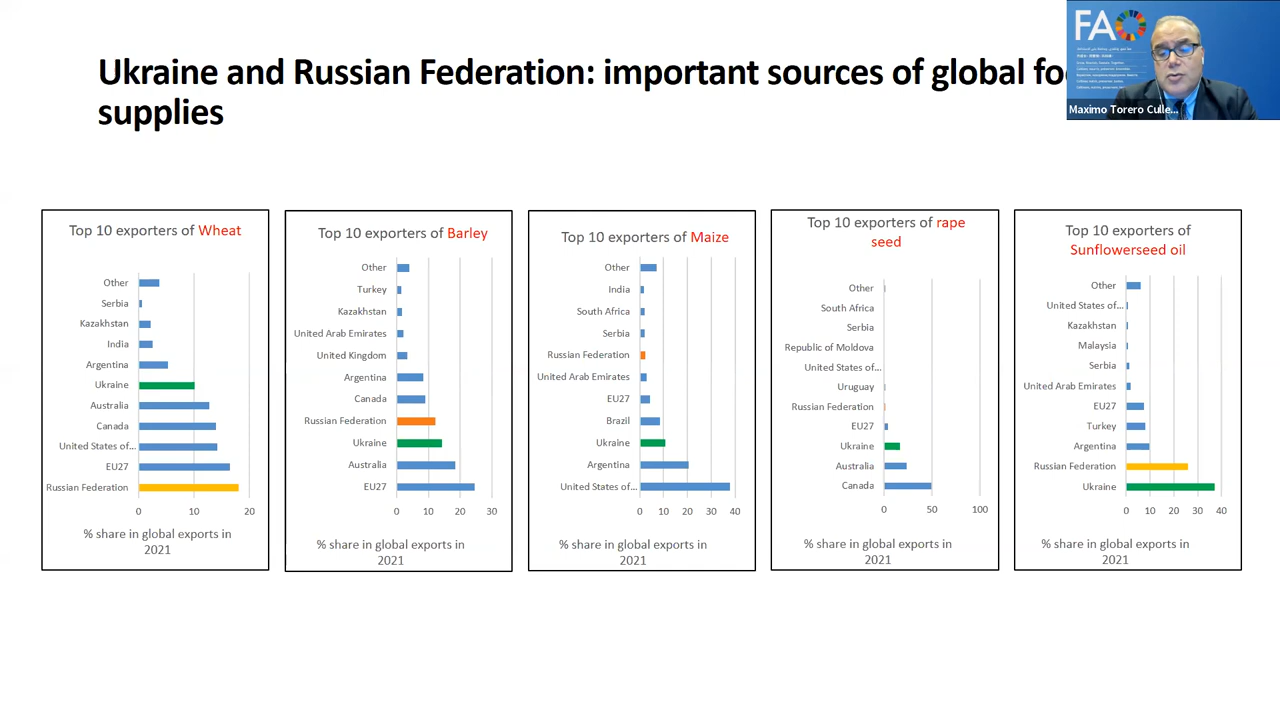 Ukraine and Russian Federation: important sources of global
supplies
FAO
Maximo Torero Culle...
Top 10 exporters of Wheat
Other
Serbia
Kazakhstan
India
Argentina
Ukraine
Australia
Canada
United States of...
EU27
Russian Federation
0 10 20
% share in global exports in
2021
Top 10 exporters of Barley
Other
Turkey
Kazakhstan
United Arab Emirates
United Kingdom
Argentina
Canada
Russian Federation
Ukraine
Australia
EU27
0 10 20 30
% share in global exports in
2021
Top 10 exporters of Maize
Other
India
South Africa
Serbia
Russian Federation
United Arab Emirates
EU27
Brazil
Ukraine
Argentina
United States of...
0 10 20 30 40
% share in global exports in
2021
Top 10 exporters of rape
seed
Other
South Africa
Serbia
Republic of Moldova
United States of...
Uruguay
Russian Federation
EU27
Ukraine
Australia
Canada
0 50 100
% share in global exports in
2021
Top 10 exporters of
Sunflowerseed oil
Other
United States of...
Kazakhstan
Malaysia
Serbia
United Arab Emirates
EU27
Turkey
Argentina
Russian Federation
Ukraine
0 10 20 30 40
% share in global exports in
2021